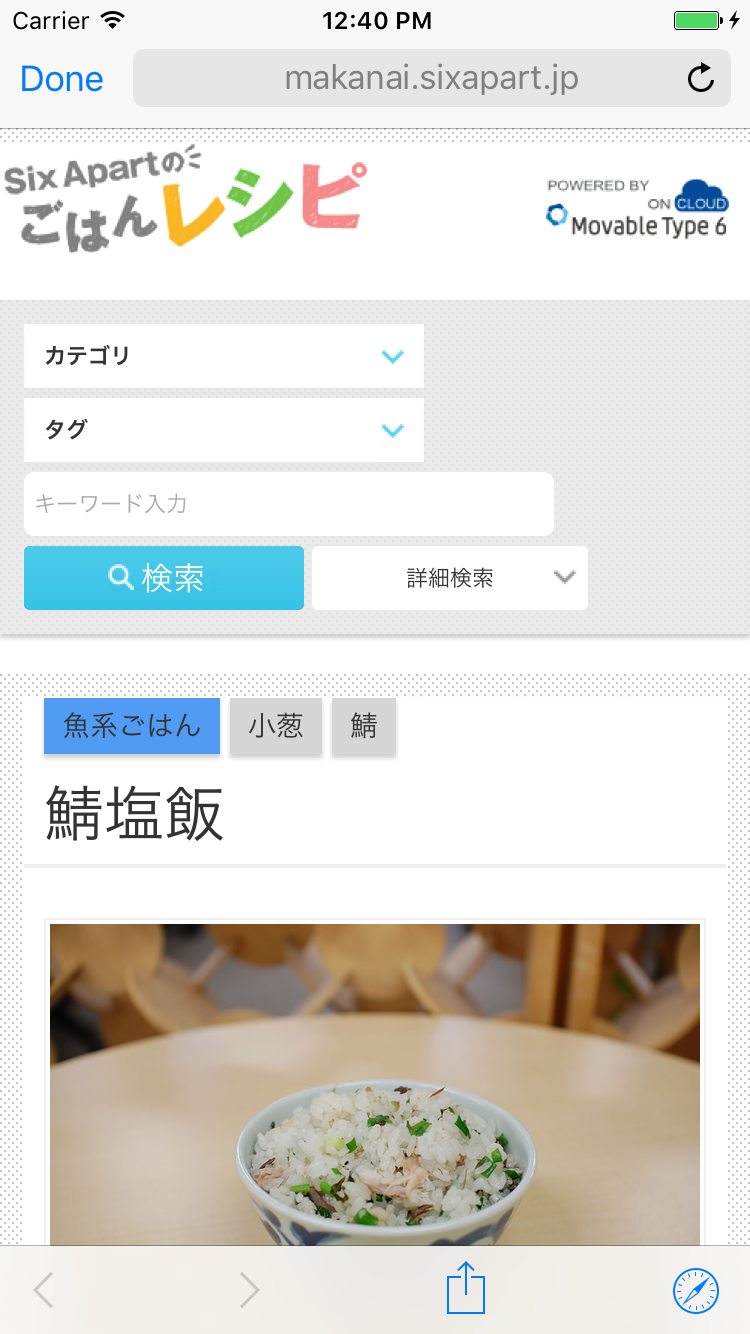 Carrier 12:40 PM
Done makanai.sixapart.jp
Six Apartの
ごはんレシピ
POWERED BY
ON CLOUD
Movable Type 6
カテゴリ
タグ
キーワード入力
検索 詳細検索
魚系ごはん 小葱 鯖
鯖塩飯